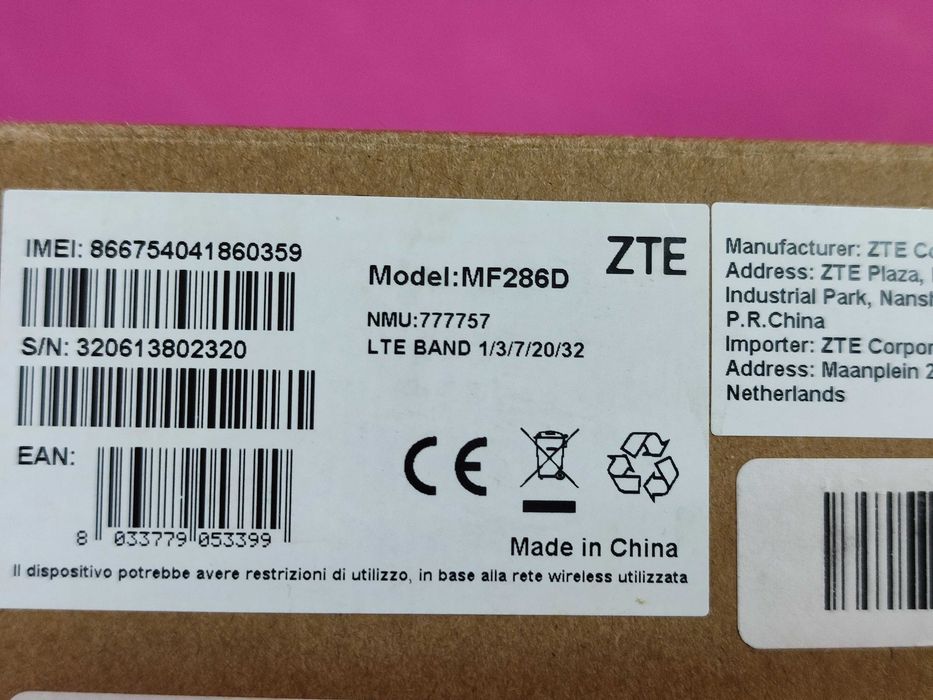 IMEI: 866754041860359
S/N: 320613802320
EAN:
8 033779 053399
ZTE
Model:MF286D
NMU:777757
LTE BAND 1/3/7/20/32
CE
Made in China
Il dispositivo potrebbe avere restrizioni di utilizzo, in base alla rete wireless utilizzata
Manufacturer: ZTE
Address: ZTE Plaza,
Industrial Park,
P.R.China
Importer: ZTE
Address: Maanplein
Netherlands